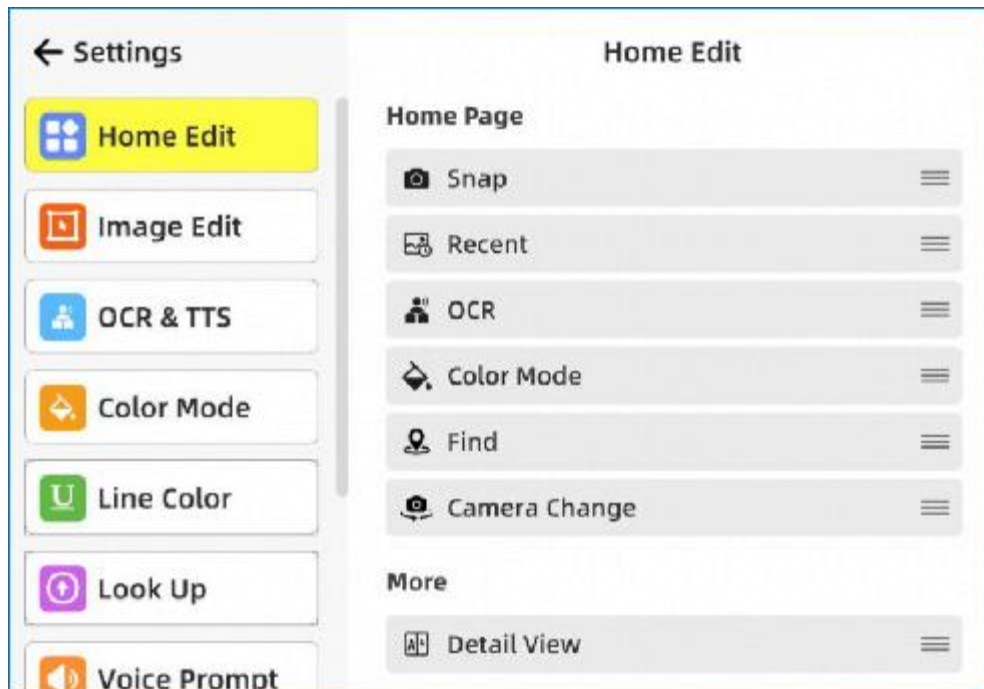 Settings
Home Edit
Image Edit
OCR & TTS
Color Mode
Line Color
Look Up
Voice Prompt
Home Edit
Home Page
Snap
Recent
OCR
Color Mode
Find
Camera Change
More
Detail View